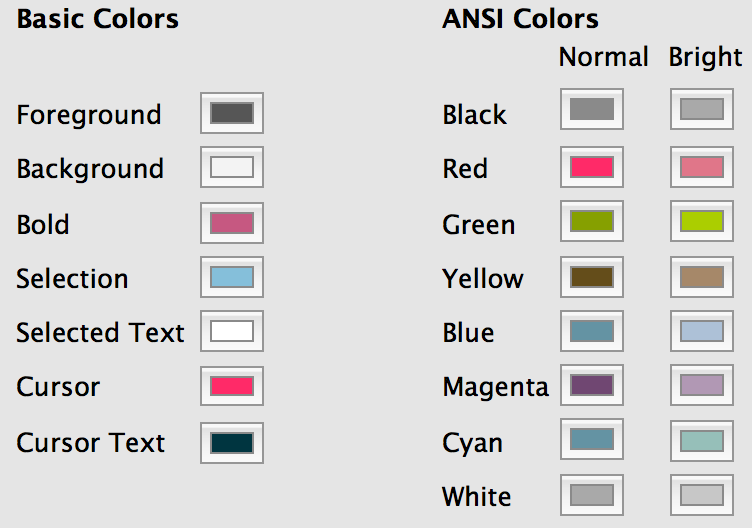 Basic Colors
Foreground
Background
Bold
Selection
Selected Text
Cursor
Cursor Text
ANSI Colors
Normal Bright
Black
Red
Green
Yellow
Blue
Magenta
Cyan
White